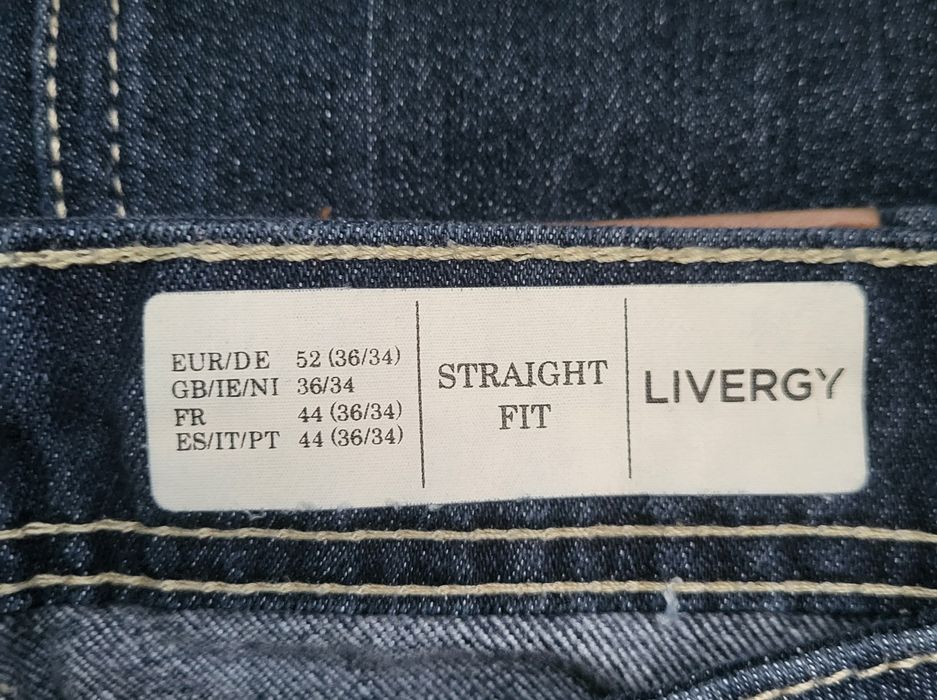 EUR/DE 52 (36/34)
GB/IE/NI 36/34
FR 44 (36/34)
ES/IT/PT 44 (36/34)
STRAIGHT
FIT
LIVERGY